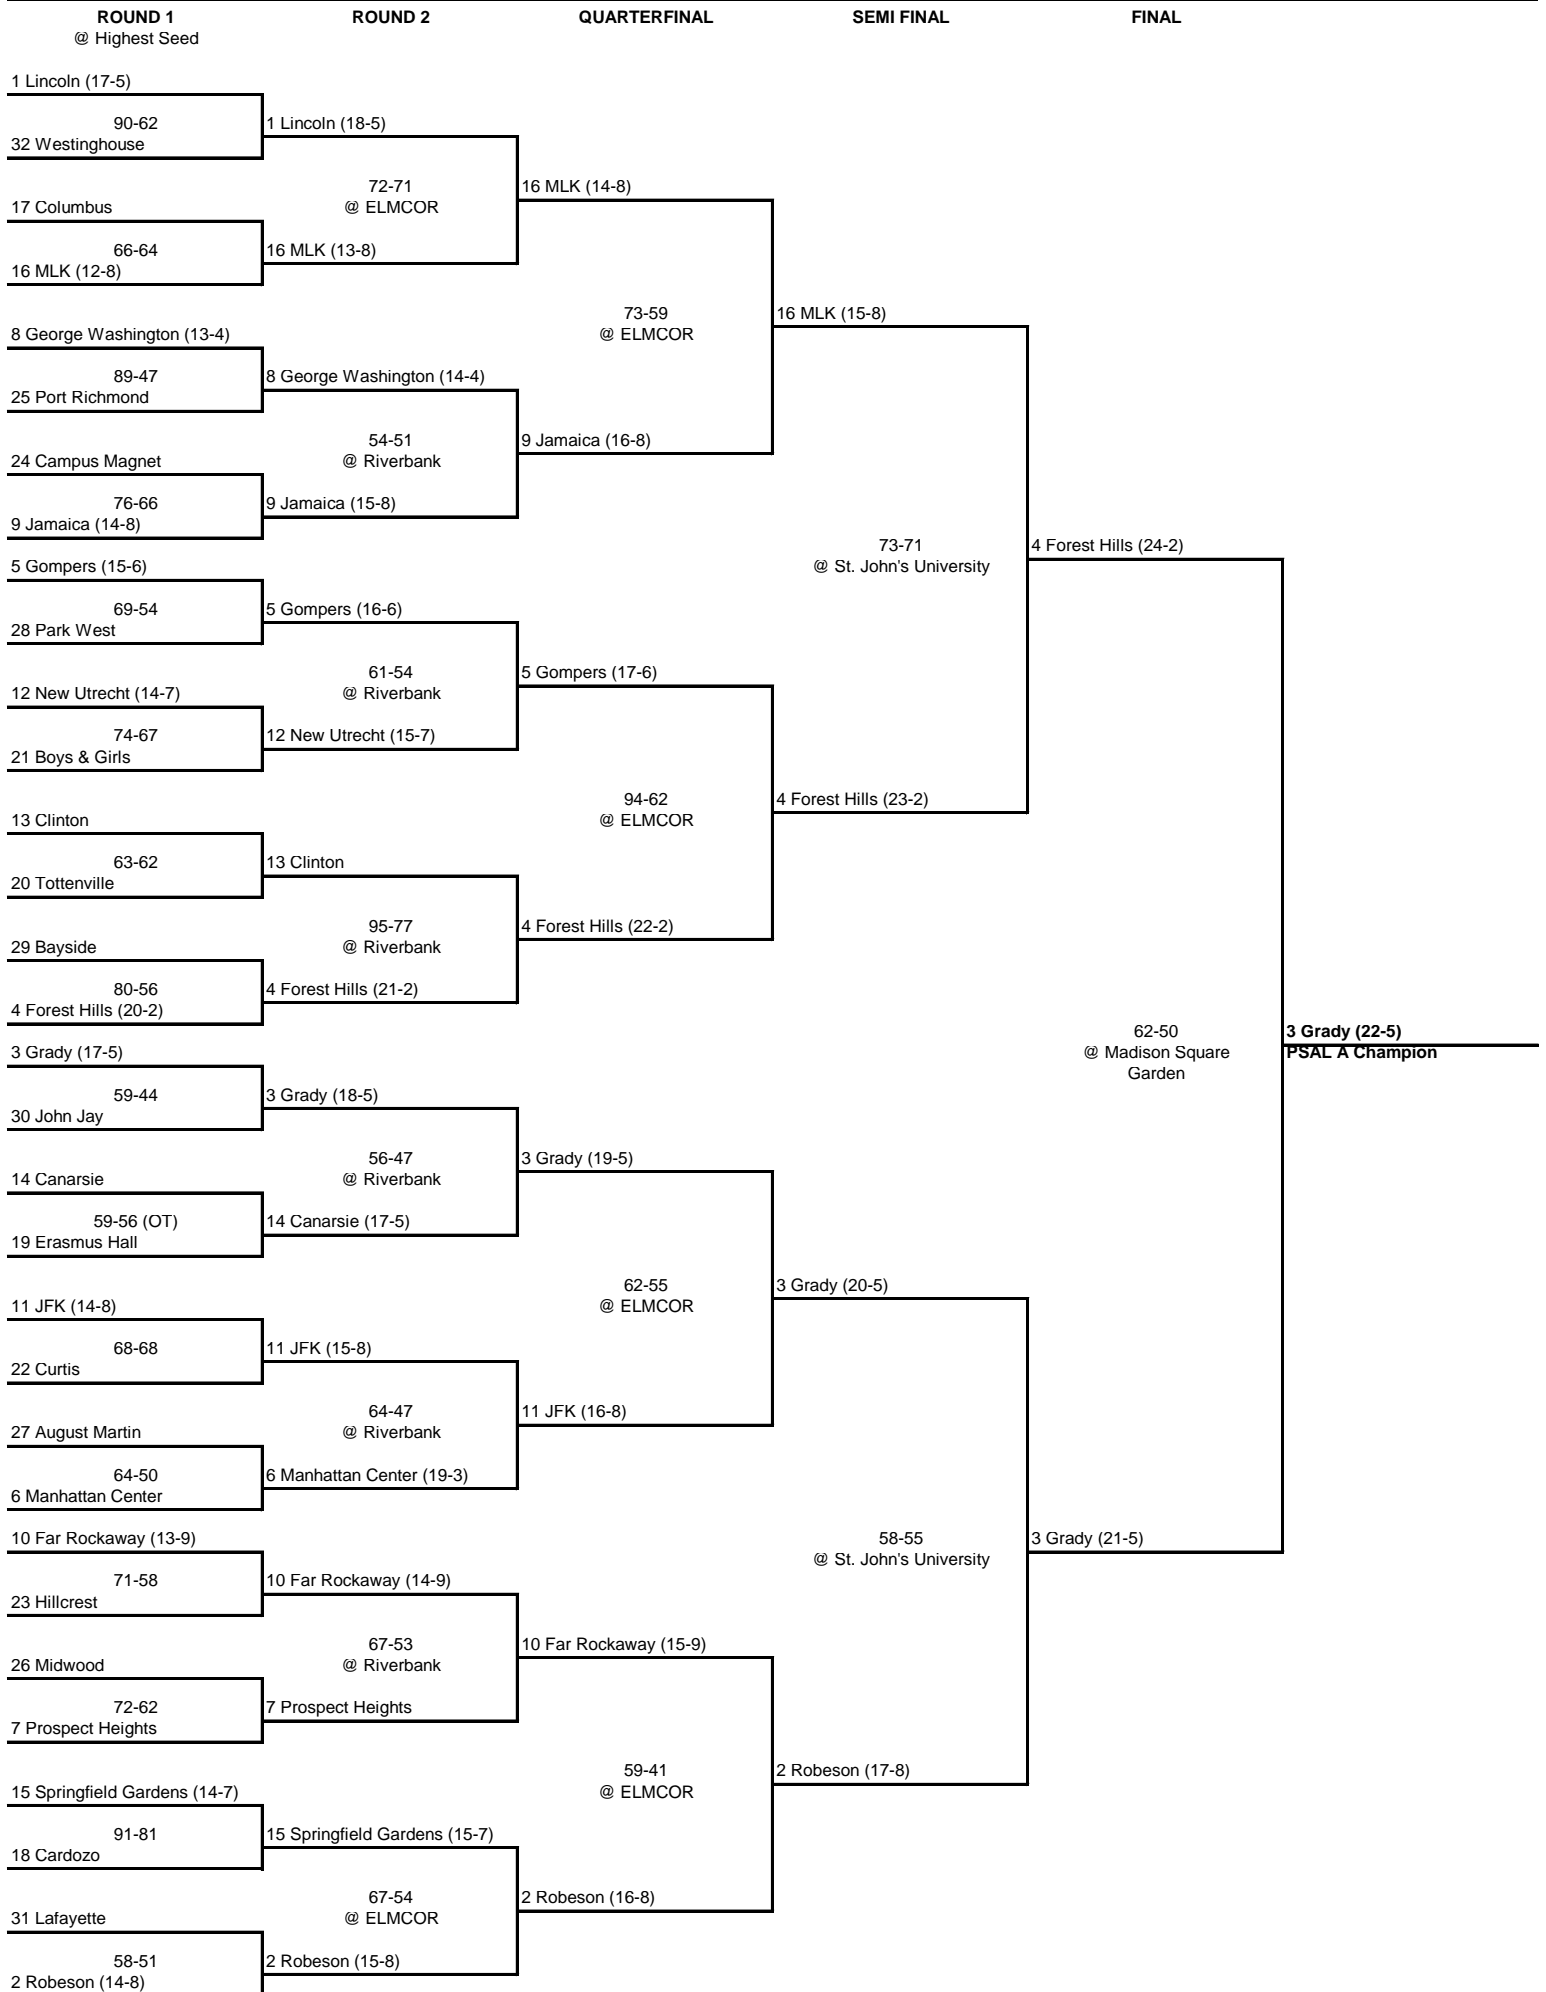 ROUND 1
@ Highest Seed
ROUND 2
QUARTERFINAL
SEMI FINAL
FINAL
1 Lincoln (17-5)
90-62
32 Westinghouse
1 Lincoln (18-5)
72-71
@ ELMCOR
16 MLK (14-8)
17 Columbus
66-64
16 MLK (12-8)
16 MLK (13-8)
73-59
@ ELMCOR
16 MLK (15-8)
8 George Washington (13-4)
89-47
25 Port Richmond
8 George Washington (14-4)
54-51
@ Riverbank
9 Jamaica (16-8)
24 Campus Magnet
76-66
9 Jamaica (14-8)
9 Jamaica (15-8)
73-71
@ St. John's University
4 Forest Hills (24-2)
5 Gompers (15-6)
69-54
28 Park West
5 Gompers (16-6)
61-54
@ Riverbank
5 Gompers (17-6)
12 New Utrecht (14-7)
74-67
21 Boys & Girls
12 New Utrecht (15-7)
94-62
@ ELMCOR
4 Forest Hills (23-2)
13 Clinton
63-62
20 Tottenville
13 Clinton
95-77
@ Riverbank
4 Forest Hills (22-2)
29 Bayside
80-56
4 Forest Hills (20-2)
4 Forest Hills (21-2)
62-50
@ Madison Square
Garden
3 Grady (22-5)
PSAL A Champion
3 Grady (17-5)
59-44
30 John Jay
3 Grady (18-5)
56-47
@ Riverbank
3 Grady (19-5)
14 Canarsie
59-56 (OT)
19 Erasmus Hall
14 Canarsie (17-5)
62-55
@ ELMCOR
3 Grady (20-5)
11 JFK (14-8)
68-68
22 Curtis
11 JFK (15-8)
64-47
@ Riverbank
11 JFK (16-8)
27 August Martin
64-50
6 Manhattan Center
6 Manhattan Center (19-3)
58-55
@ St. John's University
3 Grady (21-5)
10 Far Rockaway (13-9)
71-58
23 Hillcrest
10 Far Rockaway (14-9)
67-53
@ Riverbank
10 Far Rockaway (15-9)
26 Midwood
72-62
7 Prospect Heights
7 Prospect Heights
59-41
@ ELMCOR
2 Robeson (17-8)
15 Springfield Gardens (14-7)
91-81
18 Cardozo
15 Springfield Gardens (15-7)
67-54
@ ELMCOR
2 Robeson (16-8)
31 Lafayette
58-51
2 Robeson (14-8)
2 Robeson (15-8)